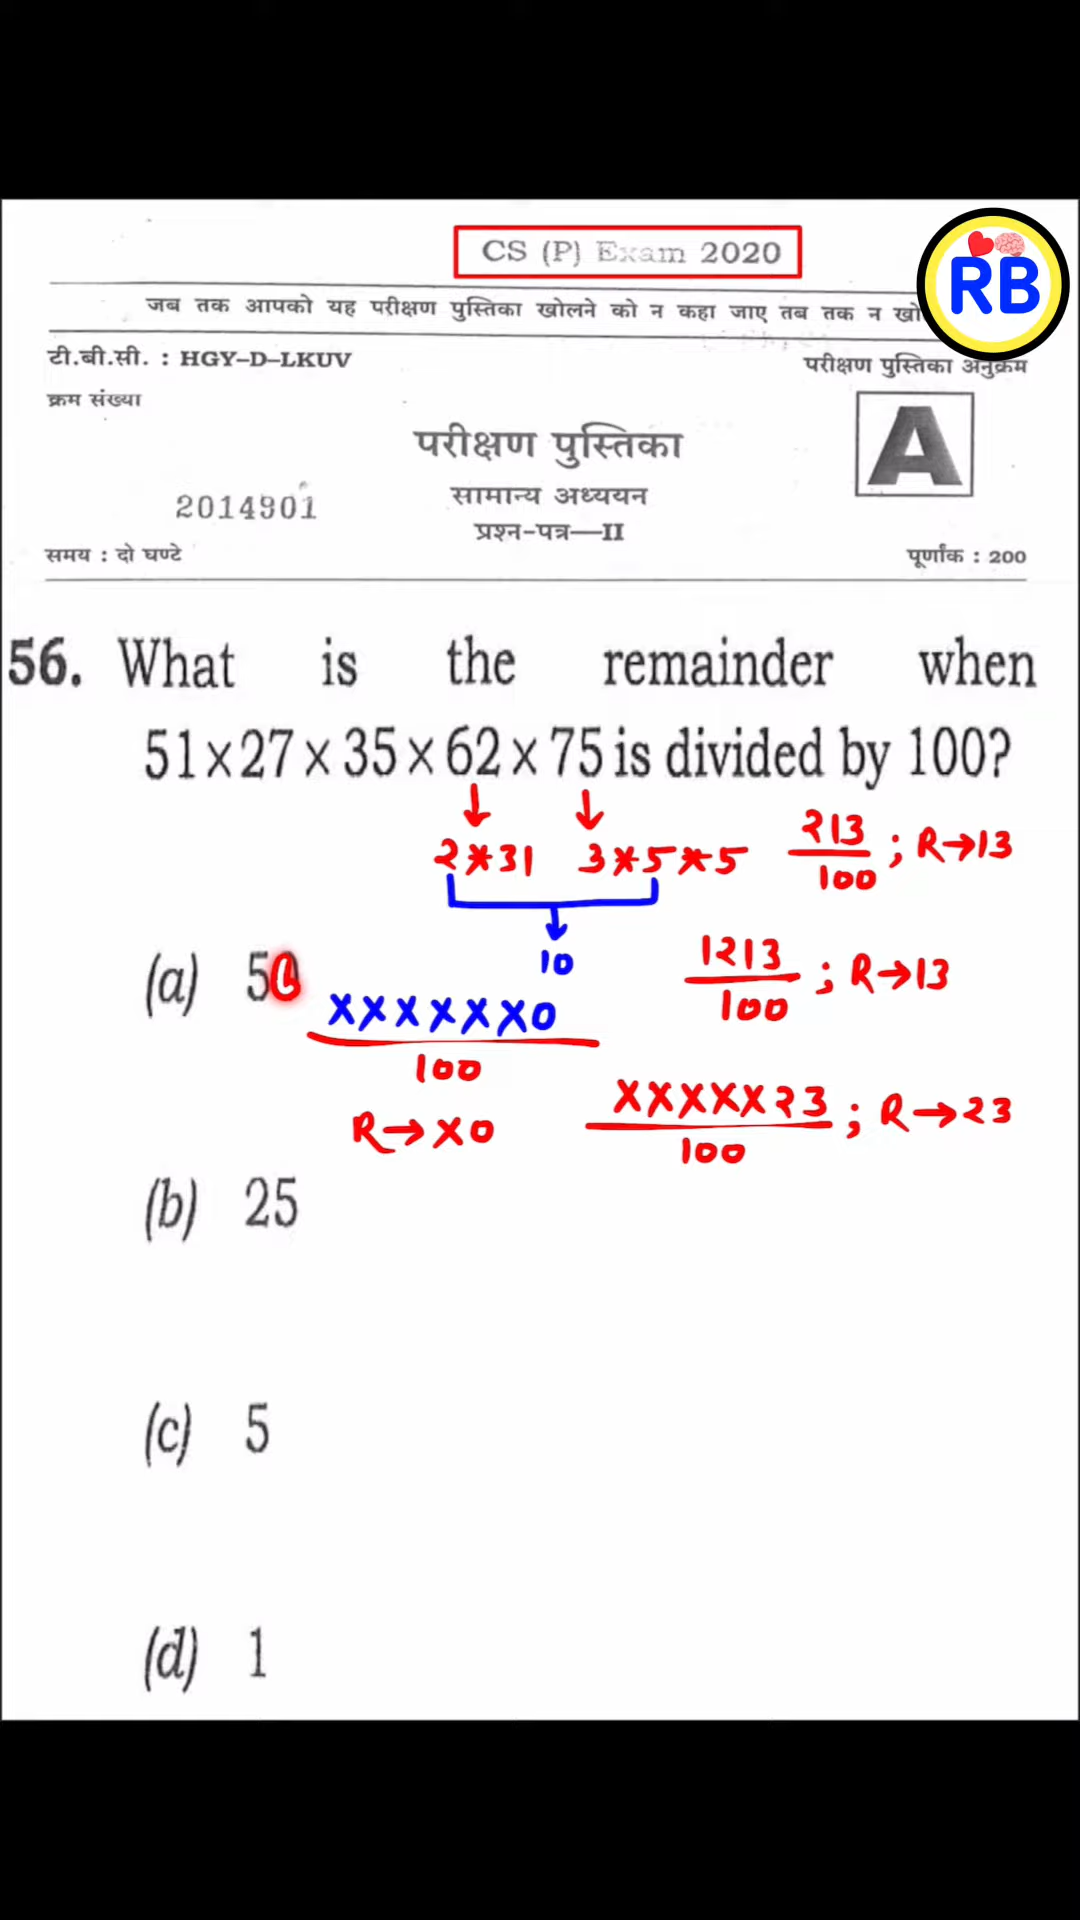 CS (P) Exam 2020
RB
जब तक आपको यह परीक्षण पुस्तिका खोलने को न कहा जाए तब तक न खो
टी.बी.सी. : HGY-D-LKUV
परीक्षण पुस्तिका अनुक्रम
क्रम संख्या
A
परीक्षण पुस्तिका
2014901
सामान्य अध्ययन
प्रश्न-पत्र—II
समय : दो घण्टे
पूर्णांक : 200
56. What is the remainder when
51×27×35×62×75 is divided by 100?
2*31 3*5*5
213/100 ; R→13
10
1213/100 ; R→13
(a) 50
XXXXXX0/100
R→X0
XXXXX23/100 ; R→23
(b) 25
(c) 5
(d) 1